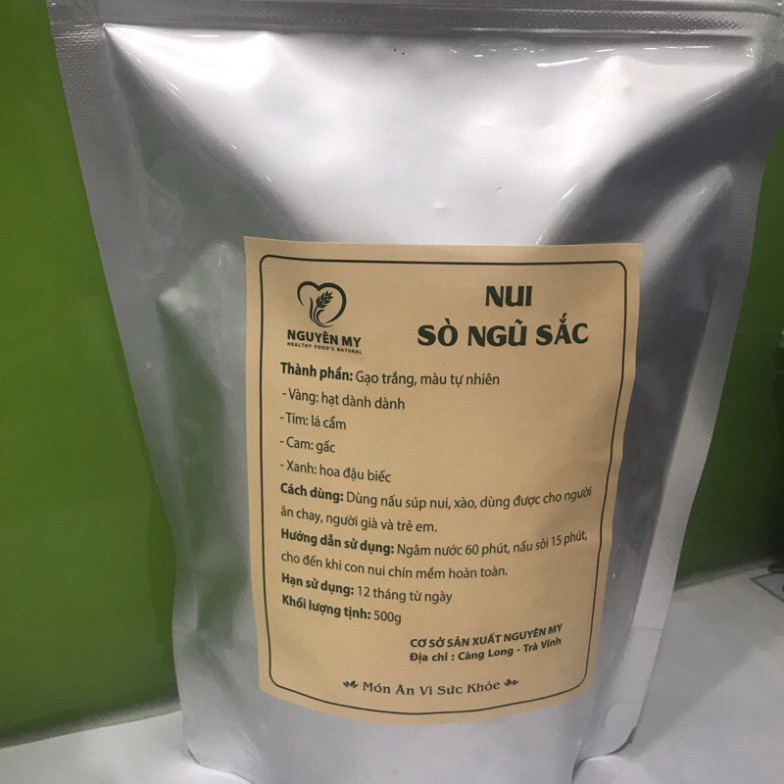 NGUYÊN MY
HEALTHY FOOD'S NATURAL
NUI
SÒ NGŨ SẮC
Thành phần: Gạo trắng, màu tự nhiên
- Vàng: hạt dành dành
- Tím: lá cẩm
- Cam: gấc
- Xanh: hoa đậu biếc
Cách dùng: Dùng nấu súp nui, xào, dùng được cho người
ăn chay, người già và trẻ em.
Hướng dẫn sử dụng: Ngâm nước 60 phút, nấu sôi 15 phút,
cho đến khi con nui chín mềm hoàn toàn.
Hạn sử dụng: 12 tháng từ ngày
Khối lượng tịnh: 500g
CƠ SỞ SẢN XUẤT NGUYÊN MY
Địa chỉ : Càng Long - Trà Vinh
Món Ăn Vì Sức Khỏe